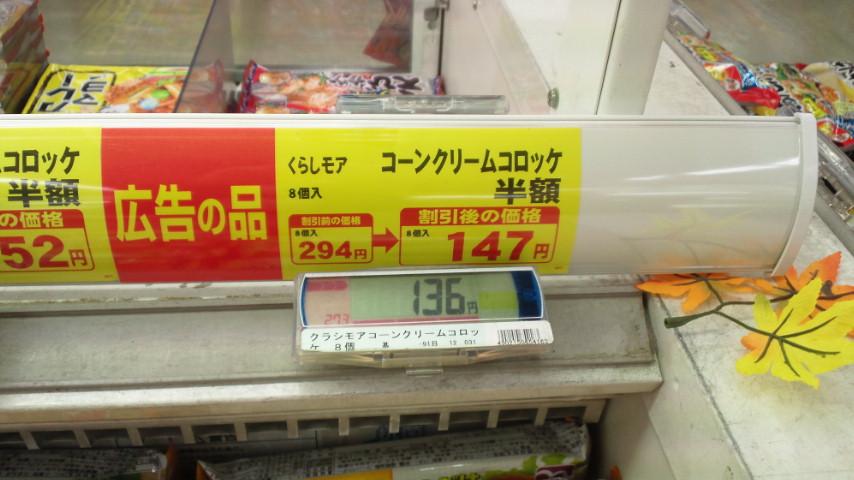 コロッケ
半額
の価格
52円
広告の品
くらしモア
8個入
コーンクリームコロッケ
半額
割引前の価格
8個入
294円
割引後の価格
8個入
147円
136円
273
クラシモアコーンクリームコロッ
ケ 8個